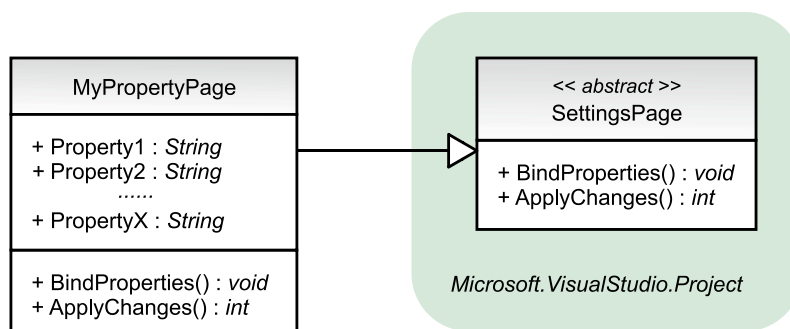 MyPropertyPage
+ Property1 : String
+ Property2 : String
......
+ PropertyX : String
+ BindProperties() : void
+ ApplyChanges() : int
<< abstract >>
SettingsPage
+ BindProperties() : void
+ ApplyChanges() : int
Microsoft.VisualStudio.Project